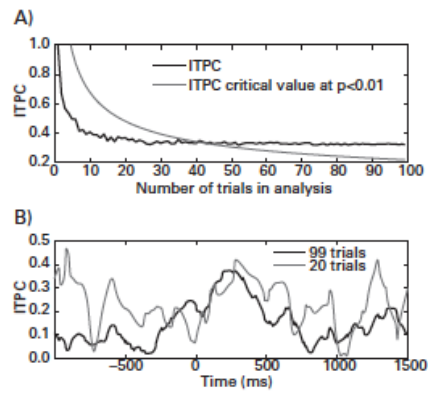 A)
1.0
0.8
0.6
0.4
0.2
ITPC
ITPC
ITPC critical value at p<0.01
0 10 20 30 40 50 60 70 80 90 100
Number of trials in analysis
B)
0.5
0.4
0.3
0.2
0.1
0.0
ITPC
99 trials
20 trials
−500 0 500 1000 1500
Time (ms)